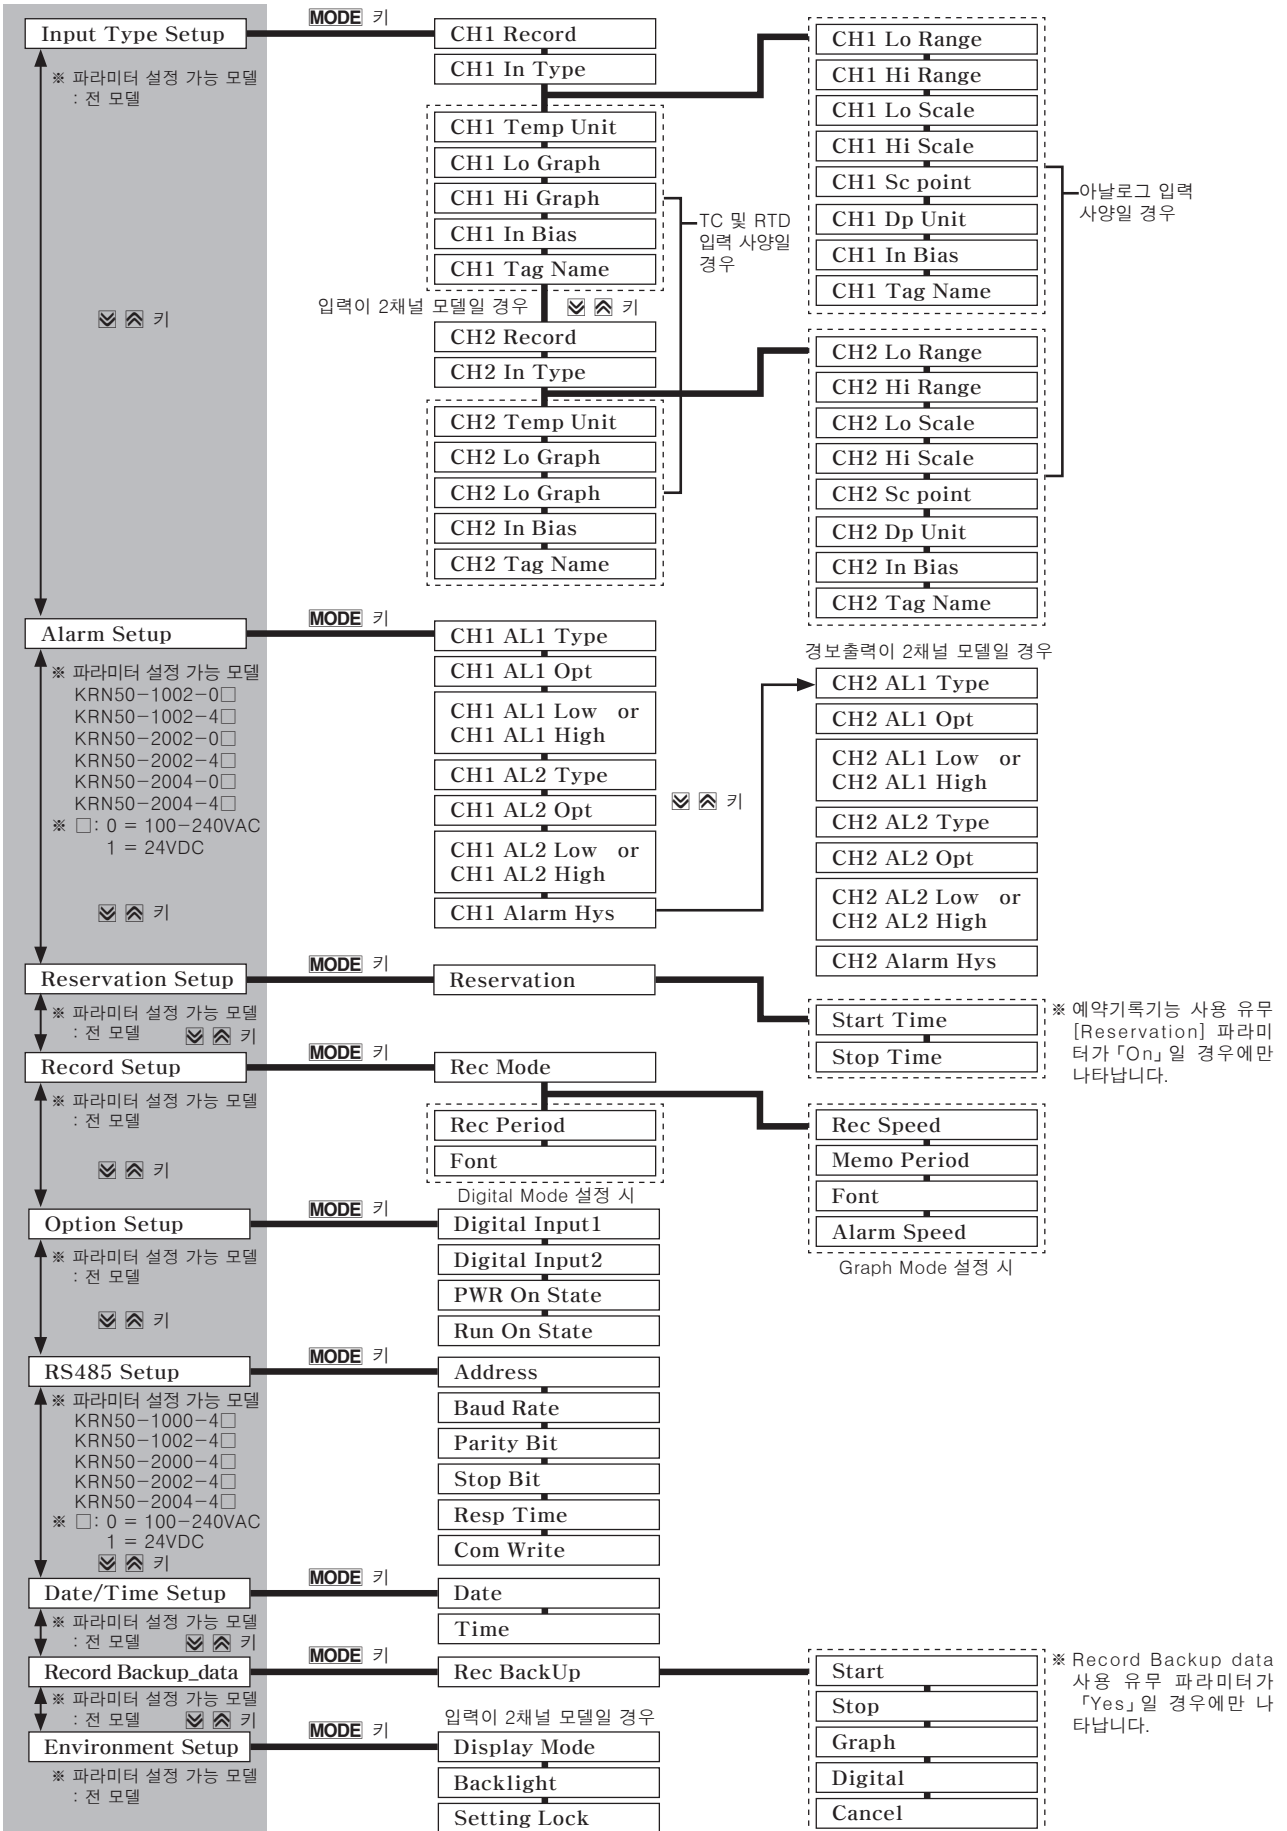 Input Type Setup
MODE 키
※ 파라미터 설정 가능 모델
: 전 모델
키
CH1 Record
CH1 In Type
CH1 Temp Unit
CH1 Lo Graph
CH1 Hi Graph
CH1 In Bias
CH1 Tag Name
TC 및 RTD
입력 사양일
경우
입력이 2채널 모델일 경우
키
CH2 Record
CH2 In Type
CH2 Temp Unit
CH2 Lo Graph
CH2 Lo Graph
CH2 In Bias
CH2 Tag Name
CH1 Lo Range
CH1 Hi Range
CH1 Lo Scale
CH1 Hi Scale
CH1 Sc point
CH1 Dp Unit
CH1 In Bias
CH1 Tag Name
아날로그 입력
사양일 경우
CH2 Lo Range
CH2 Hi Range
CH2 Lo Scale
CH2 Hi Scale
CH2 Sc point
CH2 Dp Unit
CH2 In Bias
CH2 Tag Name
Alarm Setup
MODE 키
※ 파라미터 설정 가능 모델
KRN50-1002-0□
KRN50-1002-4□
KRN50-2002-0□
KRN50-2002-4□
KRN50-2004-0□
KRN50-2004-4□
※ □: 0 = 100-240VAC
1 = 24VDC
키
CH1 AL1 Type
CH1 AL1 Opt
CH1 AL1 Low or
CH1 AL1 High
CH1 AL2 Type
CH1 AL2 Opt
CH1 AL2 Low or
CH1 AL2 High
CH1 Alarm Hys
키
경보출력이 2채널 모델일 경우
CH2 AL1 Type
CH2 AL1 Opt
CH2 AL1 Low or
CH2 AL1 High
CH2 AL2 Type
CH2 AL2 Opt
CH2 AL2 Low or
CH2 AL2 High
CH2 Alarm Hys
Reservation Setup
MODE 키
※ 파라미터 설정 가능 모델
: 전 모델 키
Reservation
Start Time
Stop Time
※ 예약기록기능 사용 유무
[Reservation] 파라미
터가 「On」일 경우에만
나타납니다.
Record Setup
MODE 키
※ 파라미터 설정 가능 모델
: 전 모델
키
Rec Mode
Rec Period
Font
Digital Mode 설정 시
Rec Speed
Memo Period
Font
Alarm Speed
Graph Mode 설정 시
Option Setup
MODE 키
※ 파라미터 설정 가능 모델
: 전 모델
키
Digital Input1
Digital Input2
PWR On State
Run On State
RS485 Setup
MODE 키
※ 파라미터 설정 가능 모델
KRN50-1000-4□
KRN50-1002-4□
KRN50-2000-4□
KRN50-2002-4□
KRN50-2004-4□
※ □: 0 = 100-240VAC
1 = 24VDC
키
Address
Baud Rate
Parity Bit
Stop Bit
Resp Time
Com Write
Date/Time Setup
MODE 키
※ 파라미터 설정 가능 모델
: 전 모델 키
Date
Time
Record Backup_data
MODE 키
※ 파라미터 설정 가능 모델
: 전 모델 키
Rec BackUp
Start
Stop
Graph
Digital
Cancel
※ Record Backup data
사용 유무 파라미터가
「Yes」일 경우에만 나
타납니다.
Environment Setup
MODE 키
※ 파라미터 설정 가능 모델
: 전 모델
입력이 2채널 모델일 경우
Display Mode
Backlight
Setting Lock